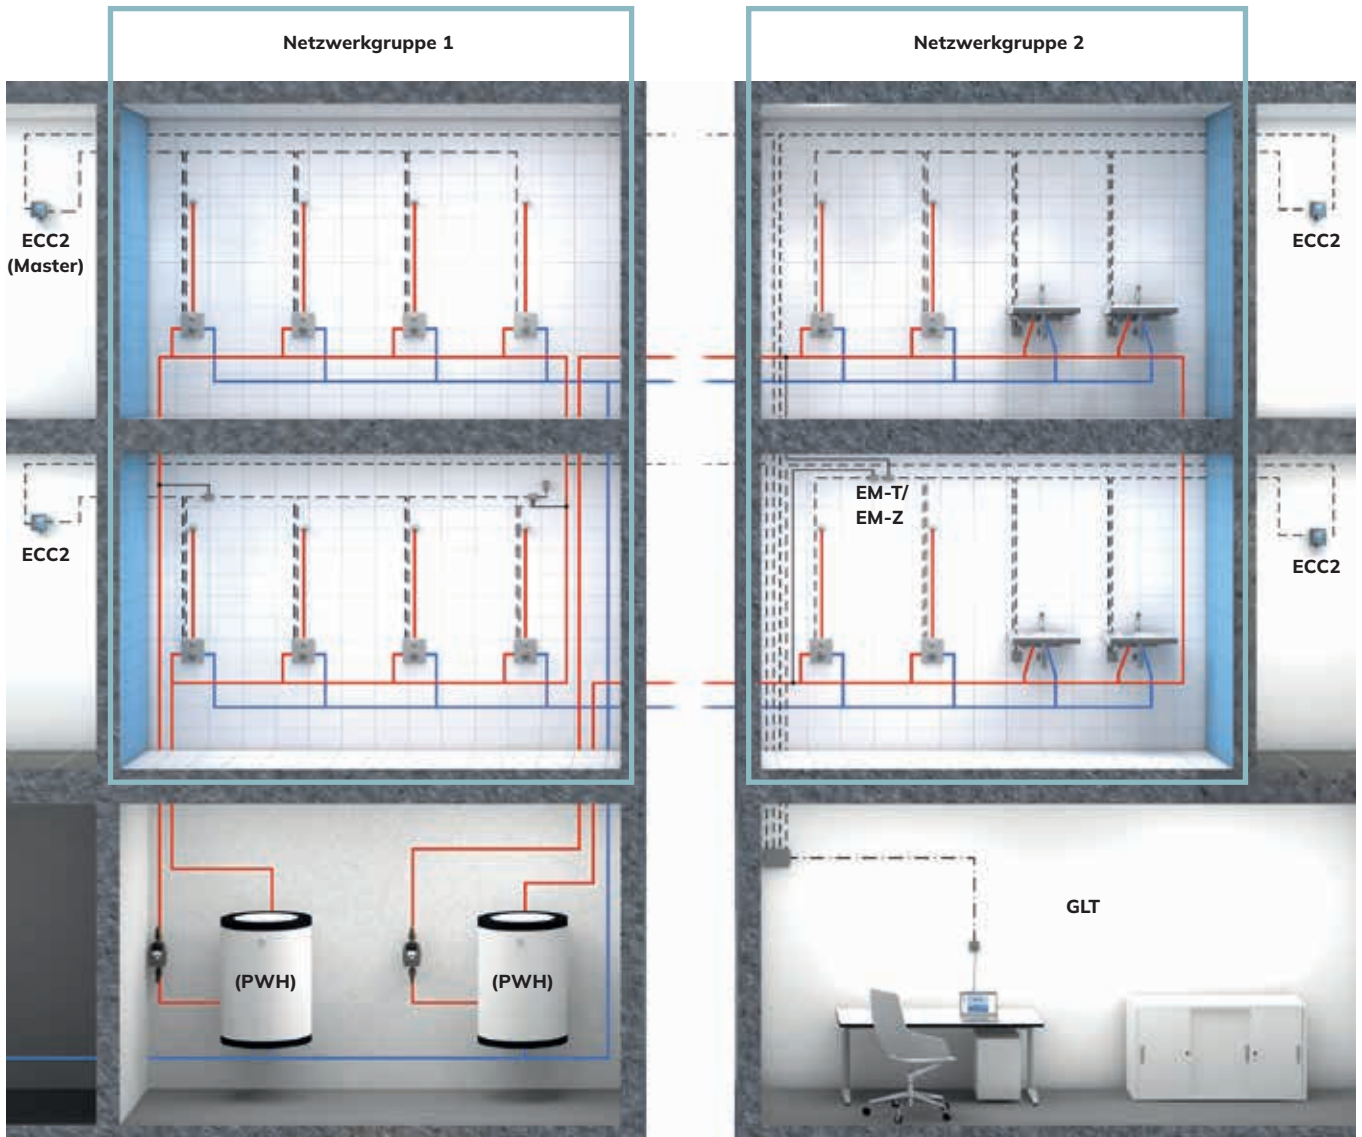 Netzwerkgruppe 1
Netzwerkgruppe 2
ECC2
(Master)
ECC2
ECC2
EM-T/
EM-Z
ECC2
GLT
(PWH)
(PWH)